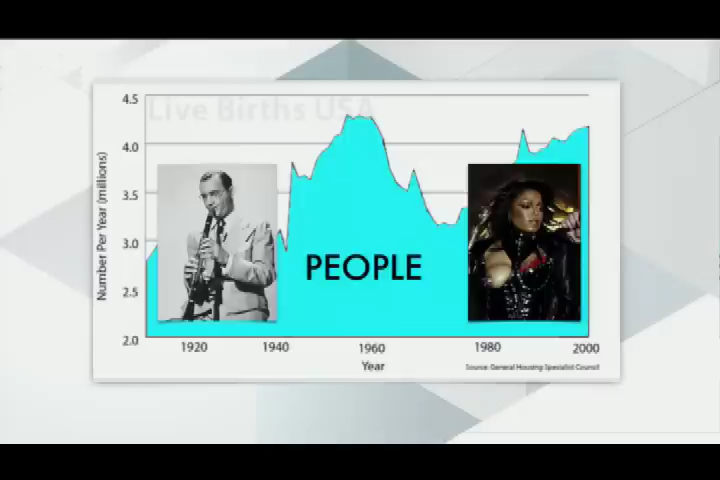 Live Births USA
4.5
4.0
3.5
3.0
2.5
2.0
Number Per Year (millions)
PEOPLE
1920
1940
1960
1980
2000
Year
Source: General Housing Specialist Council